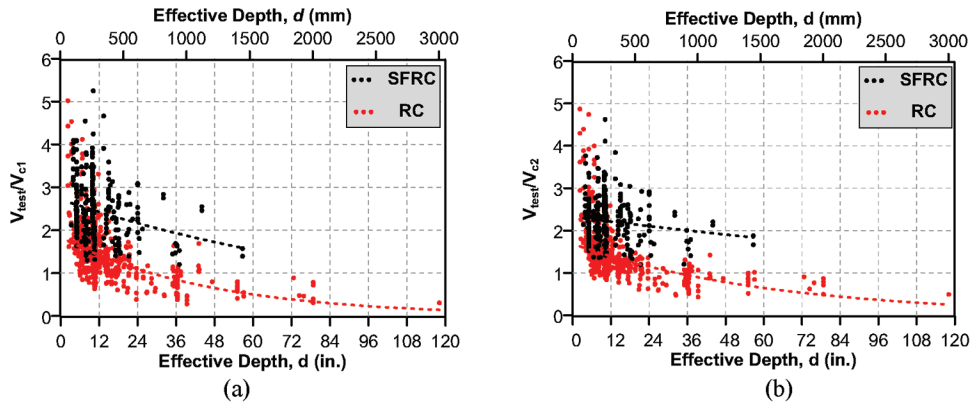 Effective Depth, d (mm)
0 500 1000 1500 2000 2500 3000
6
5
4
3
2
1
0
Vtest/Vc1
SFRC
RC
0 12 24 36 48 60 72 84 96 108 120
Effective Depth, d (in.)
(a)
Effective Depth, d (mm)
0 500 1000 1500 2000 2500 3000
6
5
4
3
2
1
0
Vtest/Vc2
SFRC
RC
0 12 24 36 48 60 72 84 96 108 120
Effective Depth, d (in.)
(b)